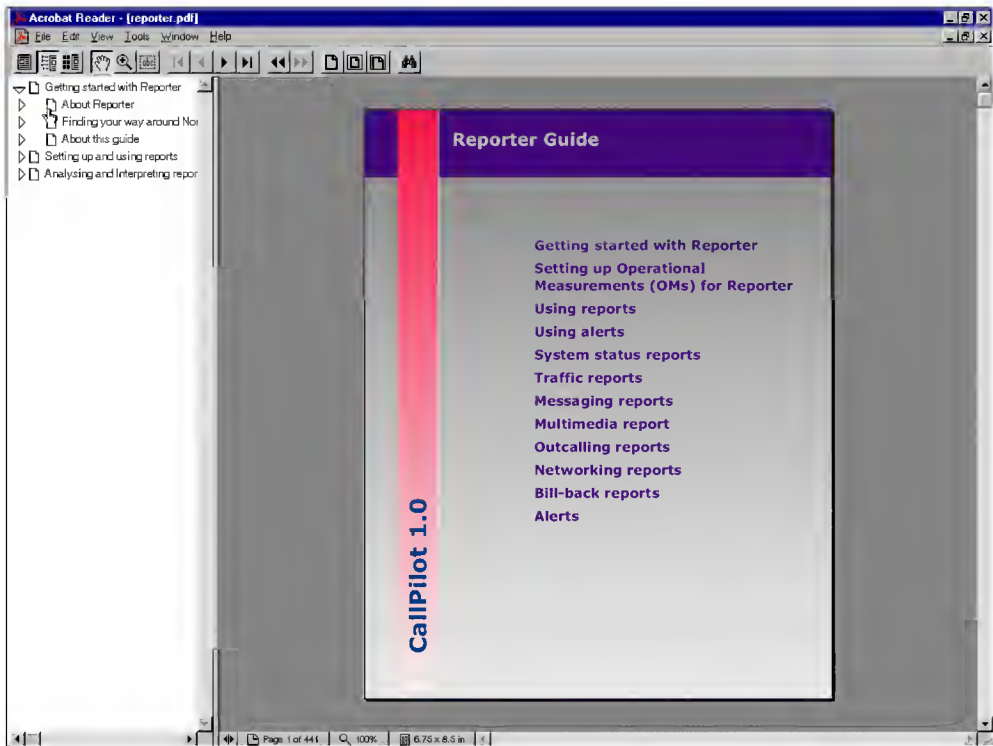 Acrobat Reader - [reporter.pdf]
File Edit View Tools Window Help
Getting started with Reporter
About Reporter
Finding your way around Nor
About this guide
Setting up and using reports
Analysing and Interpreting repor
Reporter Guide
Getting started with Reporter
Setting up Operational
Measurements (OMs) for Reporter
Using reports
Using alerts
System status reports
Traffic reports
Messaging reports
Multimedia report
Outcalling reports
Networking reports
Bill-back reports
Alerts
CallPilot 1.0
Page 1 of 441 100% 6.75 x 8.5 in